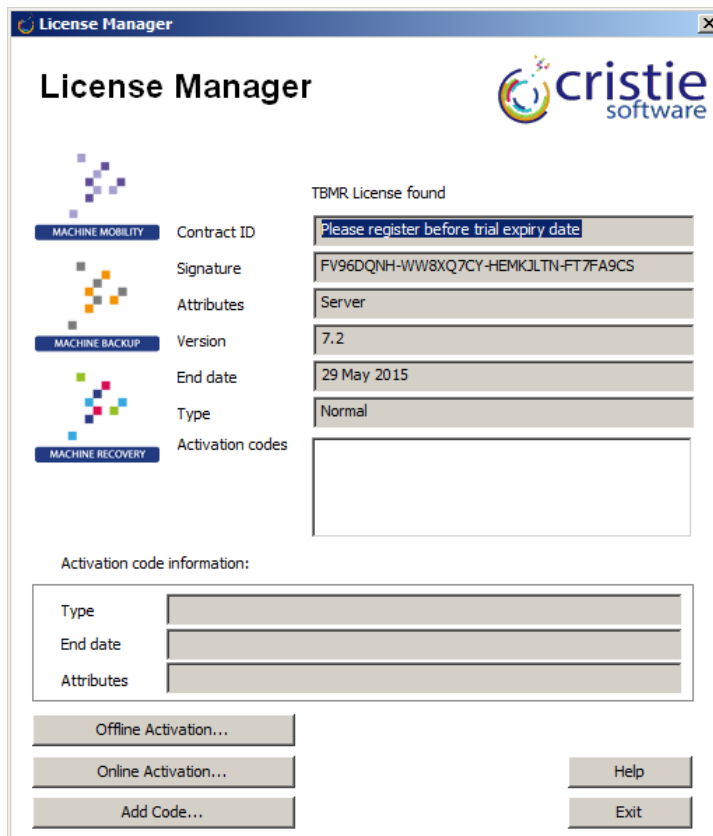 License Manager
License Manager
cristie
software
TBMR License found
MACHINE MOBILITY
Contract ID
Please register before trial expiry date
Signature
FV96DQNH-WW8XQ7CY-HEMKJLTN-FT7FA9CS
Attributes
Server
MACHINE BACKUP
Version
7.2
End date
29 May 2015
Type
Normal
MACHINE RECOVERY
Activation codes
Activation code information:
Type
End date
Attributes
Offline Activation...
Online Activation...
Help
Add Code...
Exit